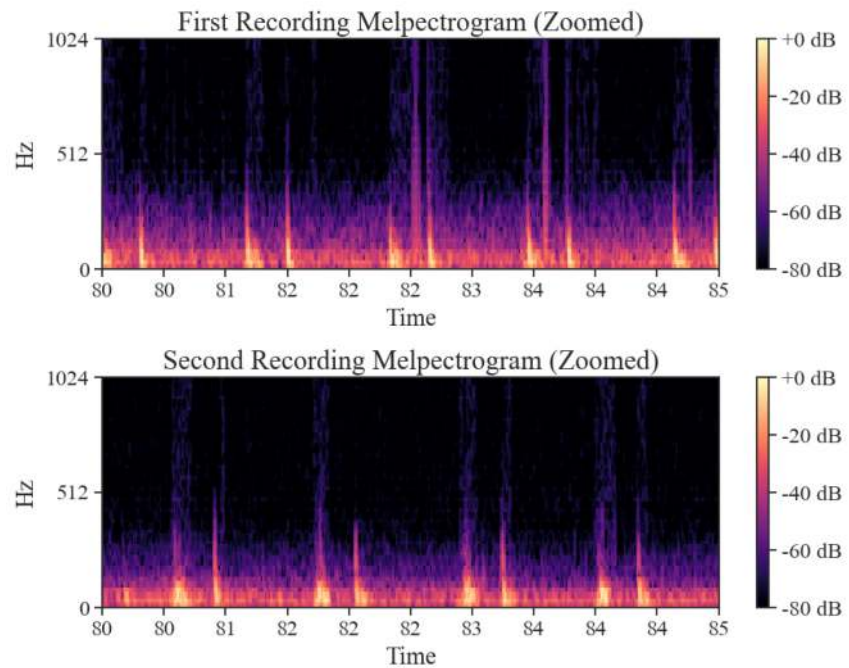 First Recording Melpectrogram (Zoomed)
1024
512
0
Hz
80 80 81 82 82 82 83 84 84 84 85
Time
+0 dB
-20 dB
-40 dB
-60 dB
-80 dB
Second Recording Melpectrogram (Zoomed)
1024
512
0
Hz
80 80 81 82 82 82 83 84 84 84 85
Time
+0 dB
-20 dB
-40 dB
-60 dB
-80 dB